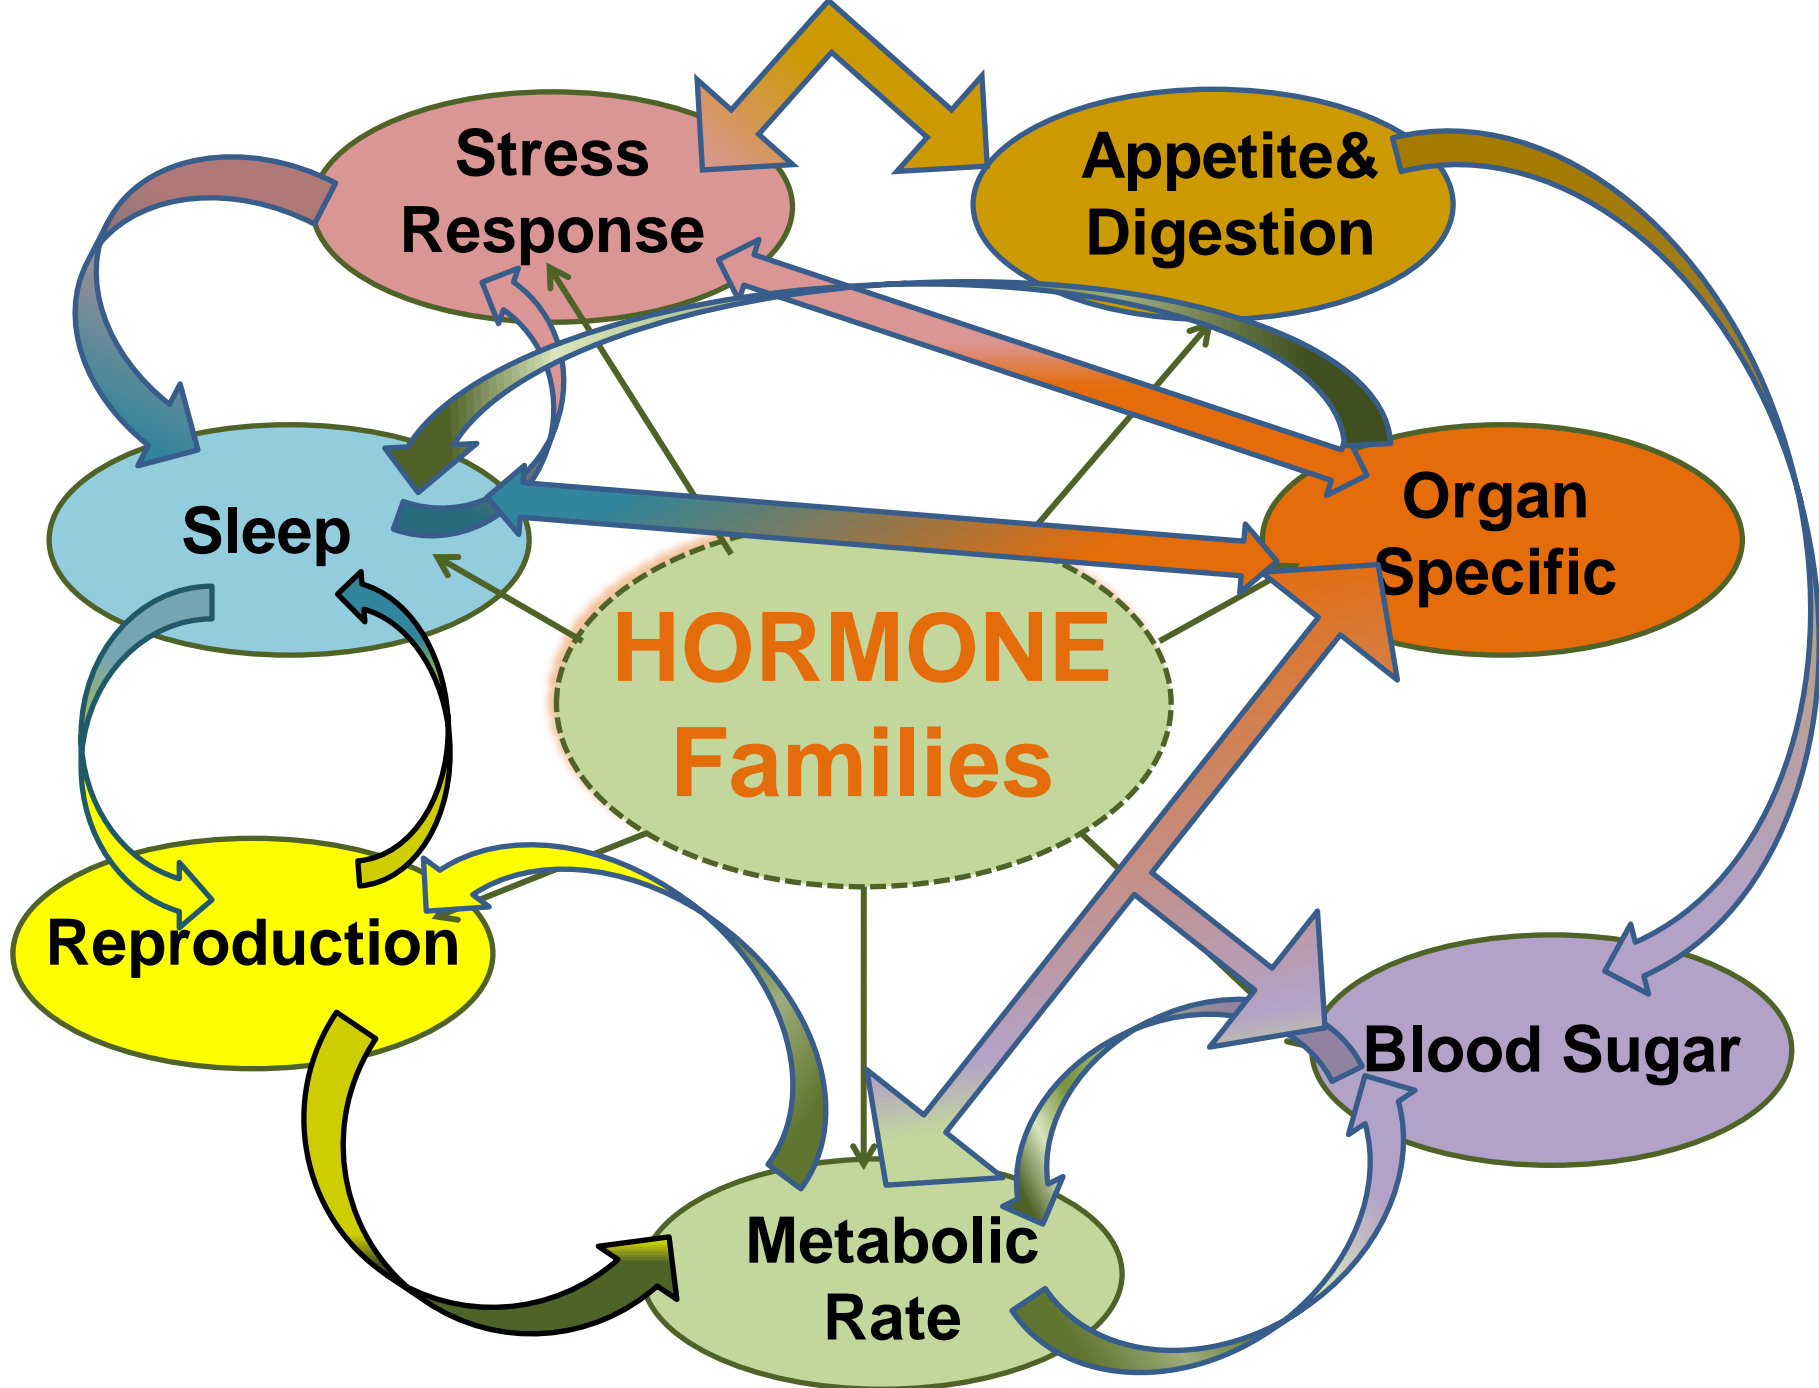 Stress
Response
Appetite&
Digestion
Sleep
Organ
Specific
HORMONE
Families
Reproduction
Blood Sugar
Metabolic
Rate